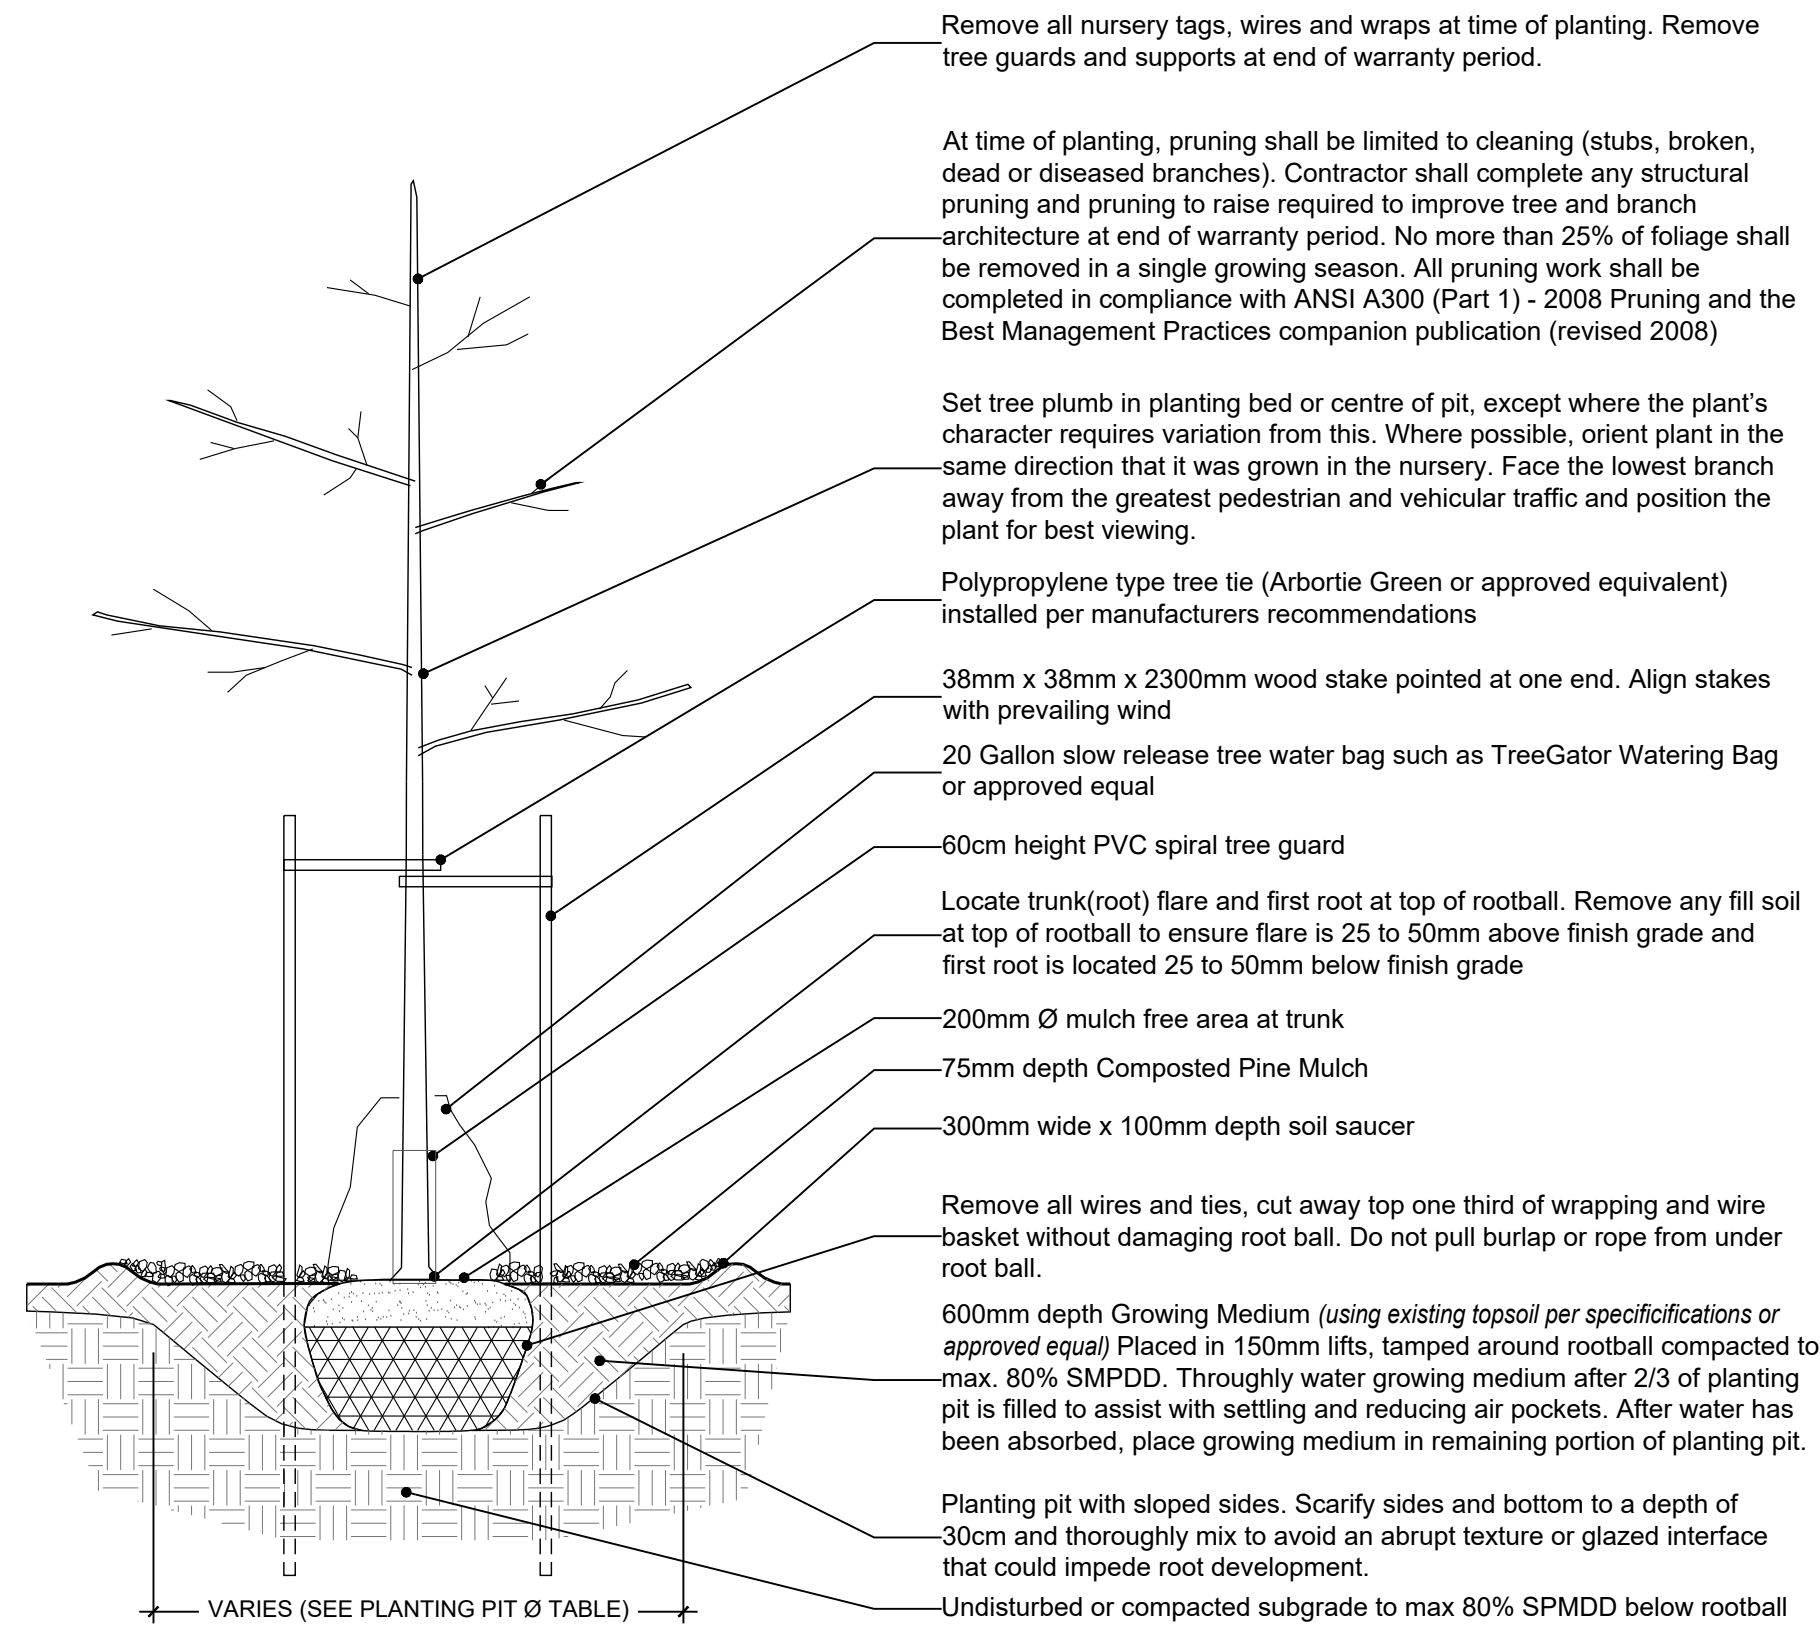 Remove all nursery tags, wires and wraps at time of planting. Remove
tree guards and supports at end of warranty period.
At time of planting, pruning shall be limited to cleaning (stubs, broken,
dead or diseased branches). Contractor shall complete any structural
pruning and pruning to raise required to improve tree and branch
architecture at end of warranty period. No more than 25% of foliage shall
be removed in a single growing season. All pruning work shall be
completed in compliance with ANSI A300 (Part 1) - 2008 Pruning and the
Best Management Practices companion publication (revised 2008)
Set tree plumb in planting bed or centre of pit, except where the plant's
character requires variation from this. Where possible, orient plant in the
same direction that it was grown in the nursery. Face the lowest branch
away from the greatest pedestrian and vehicular traffic and position the
plant for best viewing.
Polypropylene type tree tie (Arbortie Green or approved equivalent)
installed per manufacturers recommendations
38mm x 38mm x 2300mm wood stake pointed at one end. Align stakes
with prevailing wind
20 Gallon slow release tree water bag such as TreeGator Watering Bag
or approved equal
60cm height PVC spiral tree guard
Locate trunk(root) flare and first root at top of rootball. Remove any fill soil
at top of rootball to ensure flare is 25 to 50mm above finish grade and
first root is located 25 to 50mm below finish grade
200mm Ø mulch free area at trunk
75mm depth Composted Pine Mulch
300mm wide x 100mm depth soil saucer
Remove all wires and ties, cut away top one third of wrapping and wire
basket without damaging root ball. Do not pull burlap or rope from under
root ball.
600mm depth Growing Medium (using existing topsoil per specificifications or
approved equal) Placed in 150mm lifts, tamped around rootball compacted to
max. 80% SMPDD. Throughly water growing medium after 2/3 of planting
pit is filled to assist with settling and reducing air pockets. After water has
been absorbed, place growing medium in remaining portion of planting pit.
Planting pit with sloped sides. Scarify sides and bottom to a depth of
30cm and thoroughly mix to avoid an abrupt texture or glazed interface
that could impede root development.
Undisturbed or compacted subgrade to max 80% SPMDD below rootball
VARIES (SEE PLANTING PIT Ø TABLE)